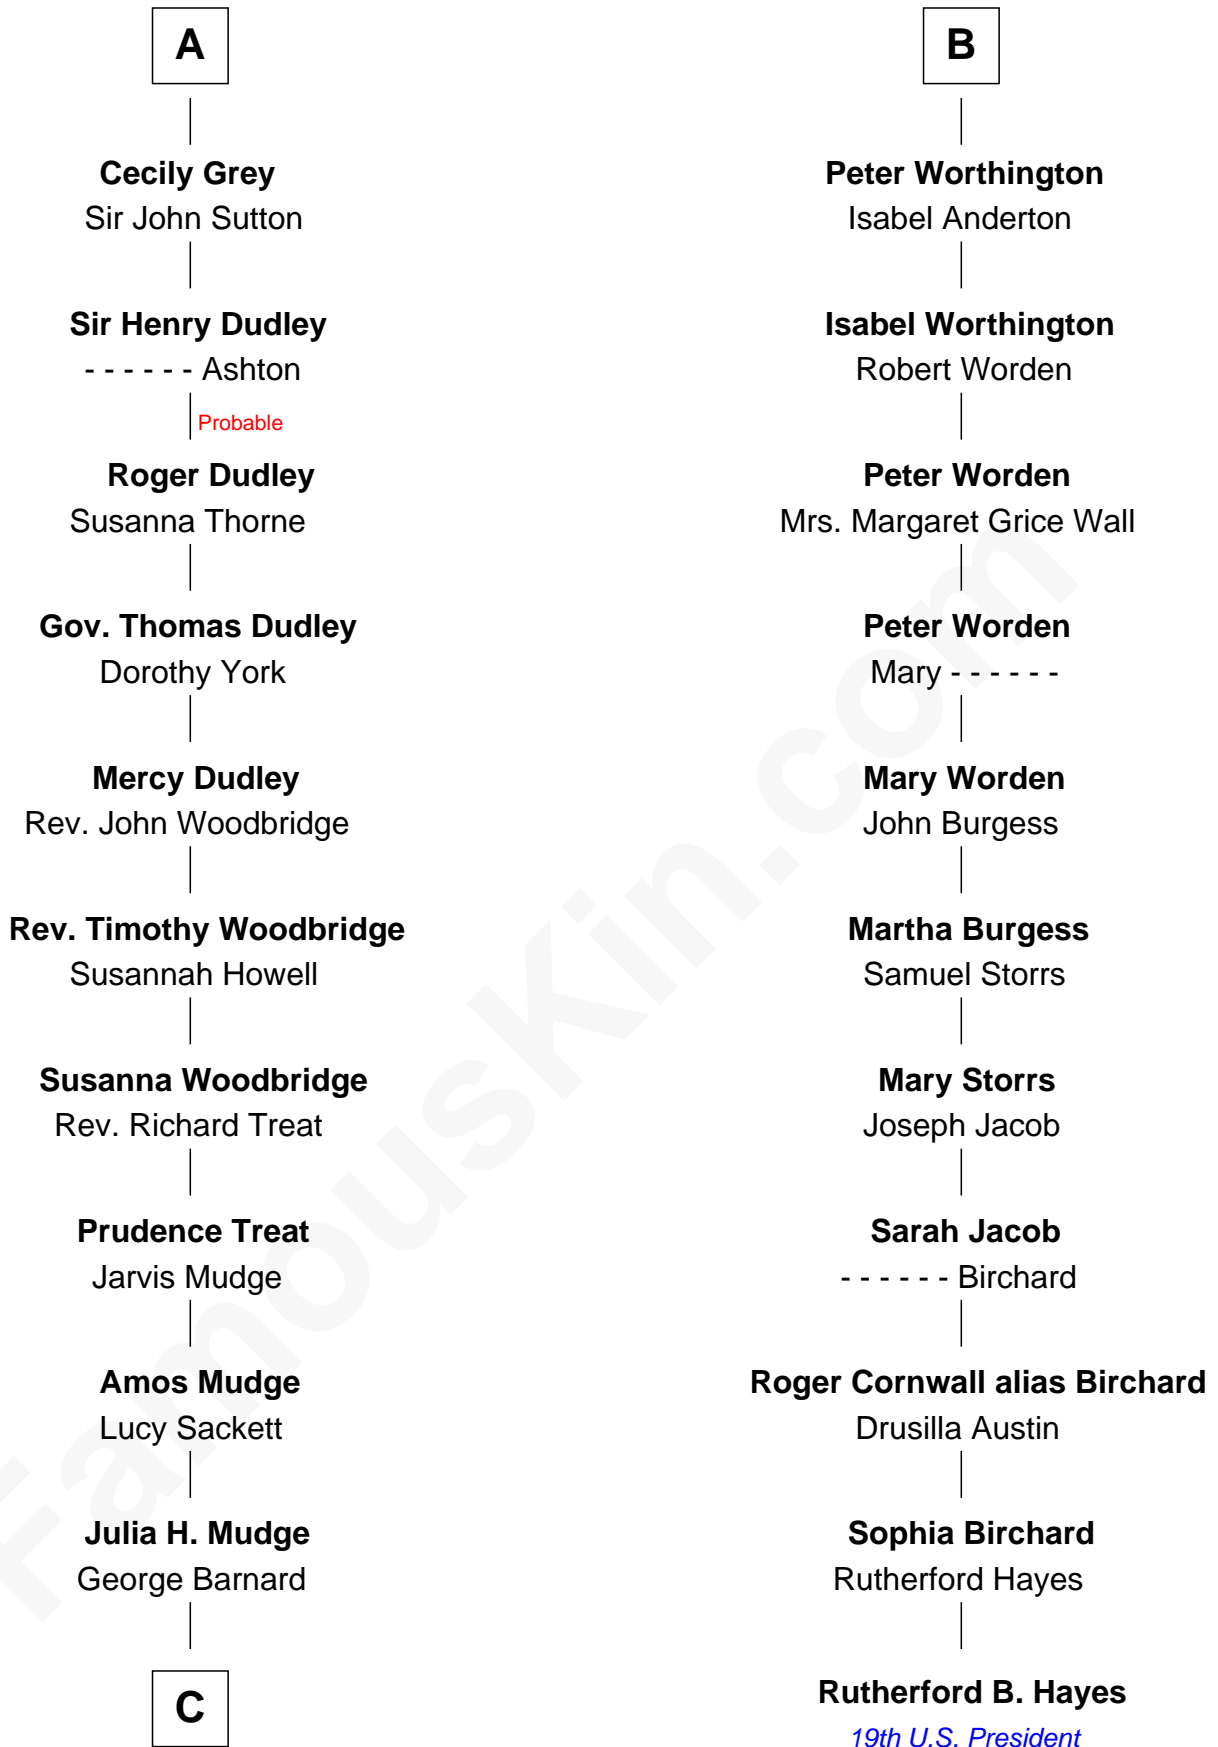 A
Cecily Grey
Sir John Sutton
Sir Henry Dudley
- - - - - - Ashton
Probable
Roger Dudley
Susanna Thorne
Gov. Thomas Dudley
Dorothy York
Mercy Dudley
Rev. John Woodbridge
Rev. Timothy Woodbridge
Susannah Howell
Susanna Woodbridge
Rev. Richard Treat
Prudence Treat
Jarvis Mudge
Amos Mudge
Lucy Sackett
Julia H. Mudge
George Barnard
C
B
Peter Worthington
Isabel Anderton
Isabel Worthington
Robert Worden
Peter Worden
Mrs. Margaret Grice Wall
Peter Worden
Mary - - - - - -
Mary Worden
John Burgess
Martha Burgess
Samuel Storrs
Mary Storrs
Joseph Jacob
Sarah Jacob
- - - - - - Birchard
Roger Cornwall alias Birchard
Drusilla Austin
Sophia Birchard
Rutherford Hayes
Rutherford B. Hayes
19th U.S. President
FamousKin.com